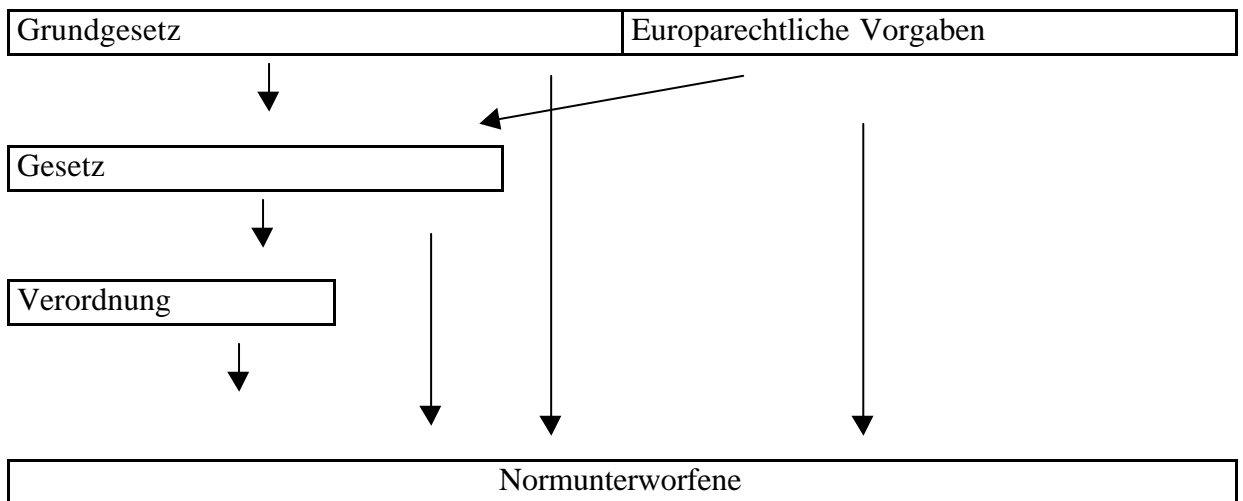 Grundgesetz
Europarechtliche Vorgaben
Gesetz
Verordnung
Normunterworfene